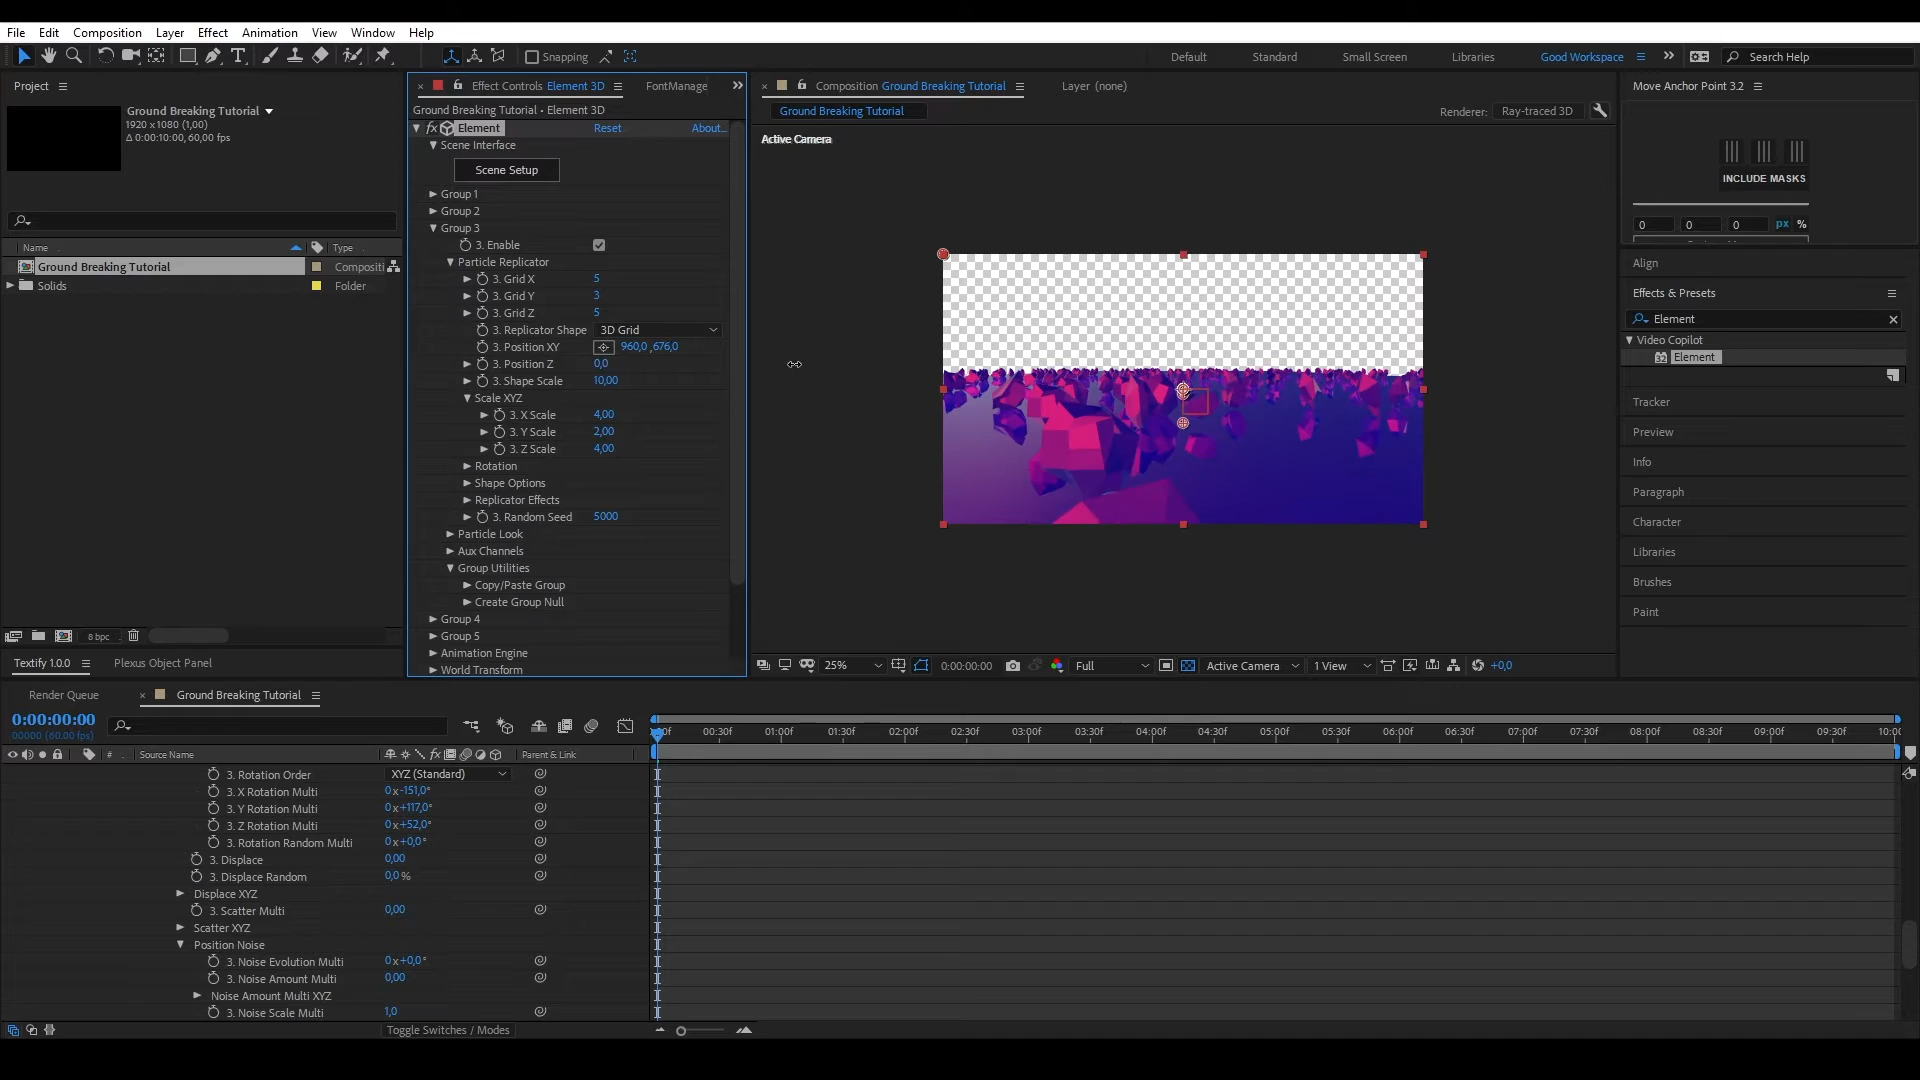 File Edit Composition Layer Effect Animation View Window Help
Snapping
Default Standard Small Screen Libraries Good Workspace Search Help
Project
Ground Breaking Tutorial
1920 x1080 (1,00)
Δ 0:00:10:00, 60,00 fps
Name Type
Ground Breaking Tutorial Compositi
Solids Folder
8 bpc
Textify 1.0.0 Plexus Object Panel
Effect Controls Element 3D FontManage
Ground Breaking Tutorial • Element 3D
fx Element Reset About...
Scene Interface
Scene Setup
Group 1
Group 2
Group 3
3. Enable
Particle Replicator
3. Grid X 5
3. Grid Y 3
3. Grid Z 5
3. Replicator Shape 3D Grid
3. Position XY 960,0 ,676,0
3. Position Z 0,0
3. Shape Scale 10,00
Scale XYZ
3. X Scale 4,00
3. Y Scale 2,00
3. Z Scale 4,00
Rotation
Shape Options
Replicator Effects
3. Random Seed 5000
Particle Look
Aux Channels
Group Utilities
Copy/Paste Group
Create Group Null
Group 4
Group 5
Animation Engine
World Transform
Composition Ground Breaking Tutorial Layer (none)
Ground Breaking Tutorial
Renderer: Ray-traced 3D
Active Camera
25% 0:00:00:00 Full Active Camera 1 View +0,0
Move Anchor Point 3.2
INCLUDE MASKS
0 0 0 px %
Align
Effects & Presets
Element
Video Copilot
32 Element
Tracker
Preview
Info
Paragraph
Character
Libraries
Brushes
Paint
Render Queue Ground Breaking Tutorial
0:00:00:00
00000 (60.00 fps)
# Source Name fx Parent & Link
00f 00:30f 01:00f 01:30f 02:00f 02:30f 03:00f 03:30f 04:00f 04:30f 05:00f 05:30f 06:00f 06:30f 07:00f 07:30f 08:00f 08:30f 09:00f 09:30f 10:00
3. Rotation Order XYZ (Standard)
3. X Rotation Multi 0 x-151,0°
3. Y Rotation Multi 0 x+117,0°
3. Z Rotation Multi 0 x+52,0°
3. Rotation Random Multi 0 x+0,0°
3. Displace 0,00
3. Displace Random 0,0 %
Displace XYZ
3. Scatter Multi 0,00
Scatter XYZ
Position Noise
3. Noise Evolution Multi 0 x+0,0°
3. Noise Amount Multi 0,00
Noise Amount Multi XYZ
3. Noise Scale Multi 1,0
Toggle Switches / Modes